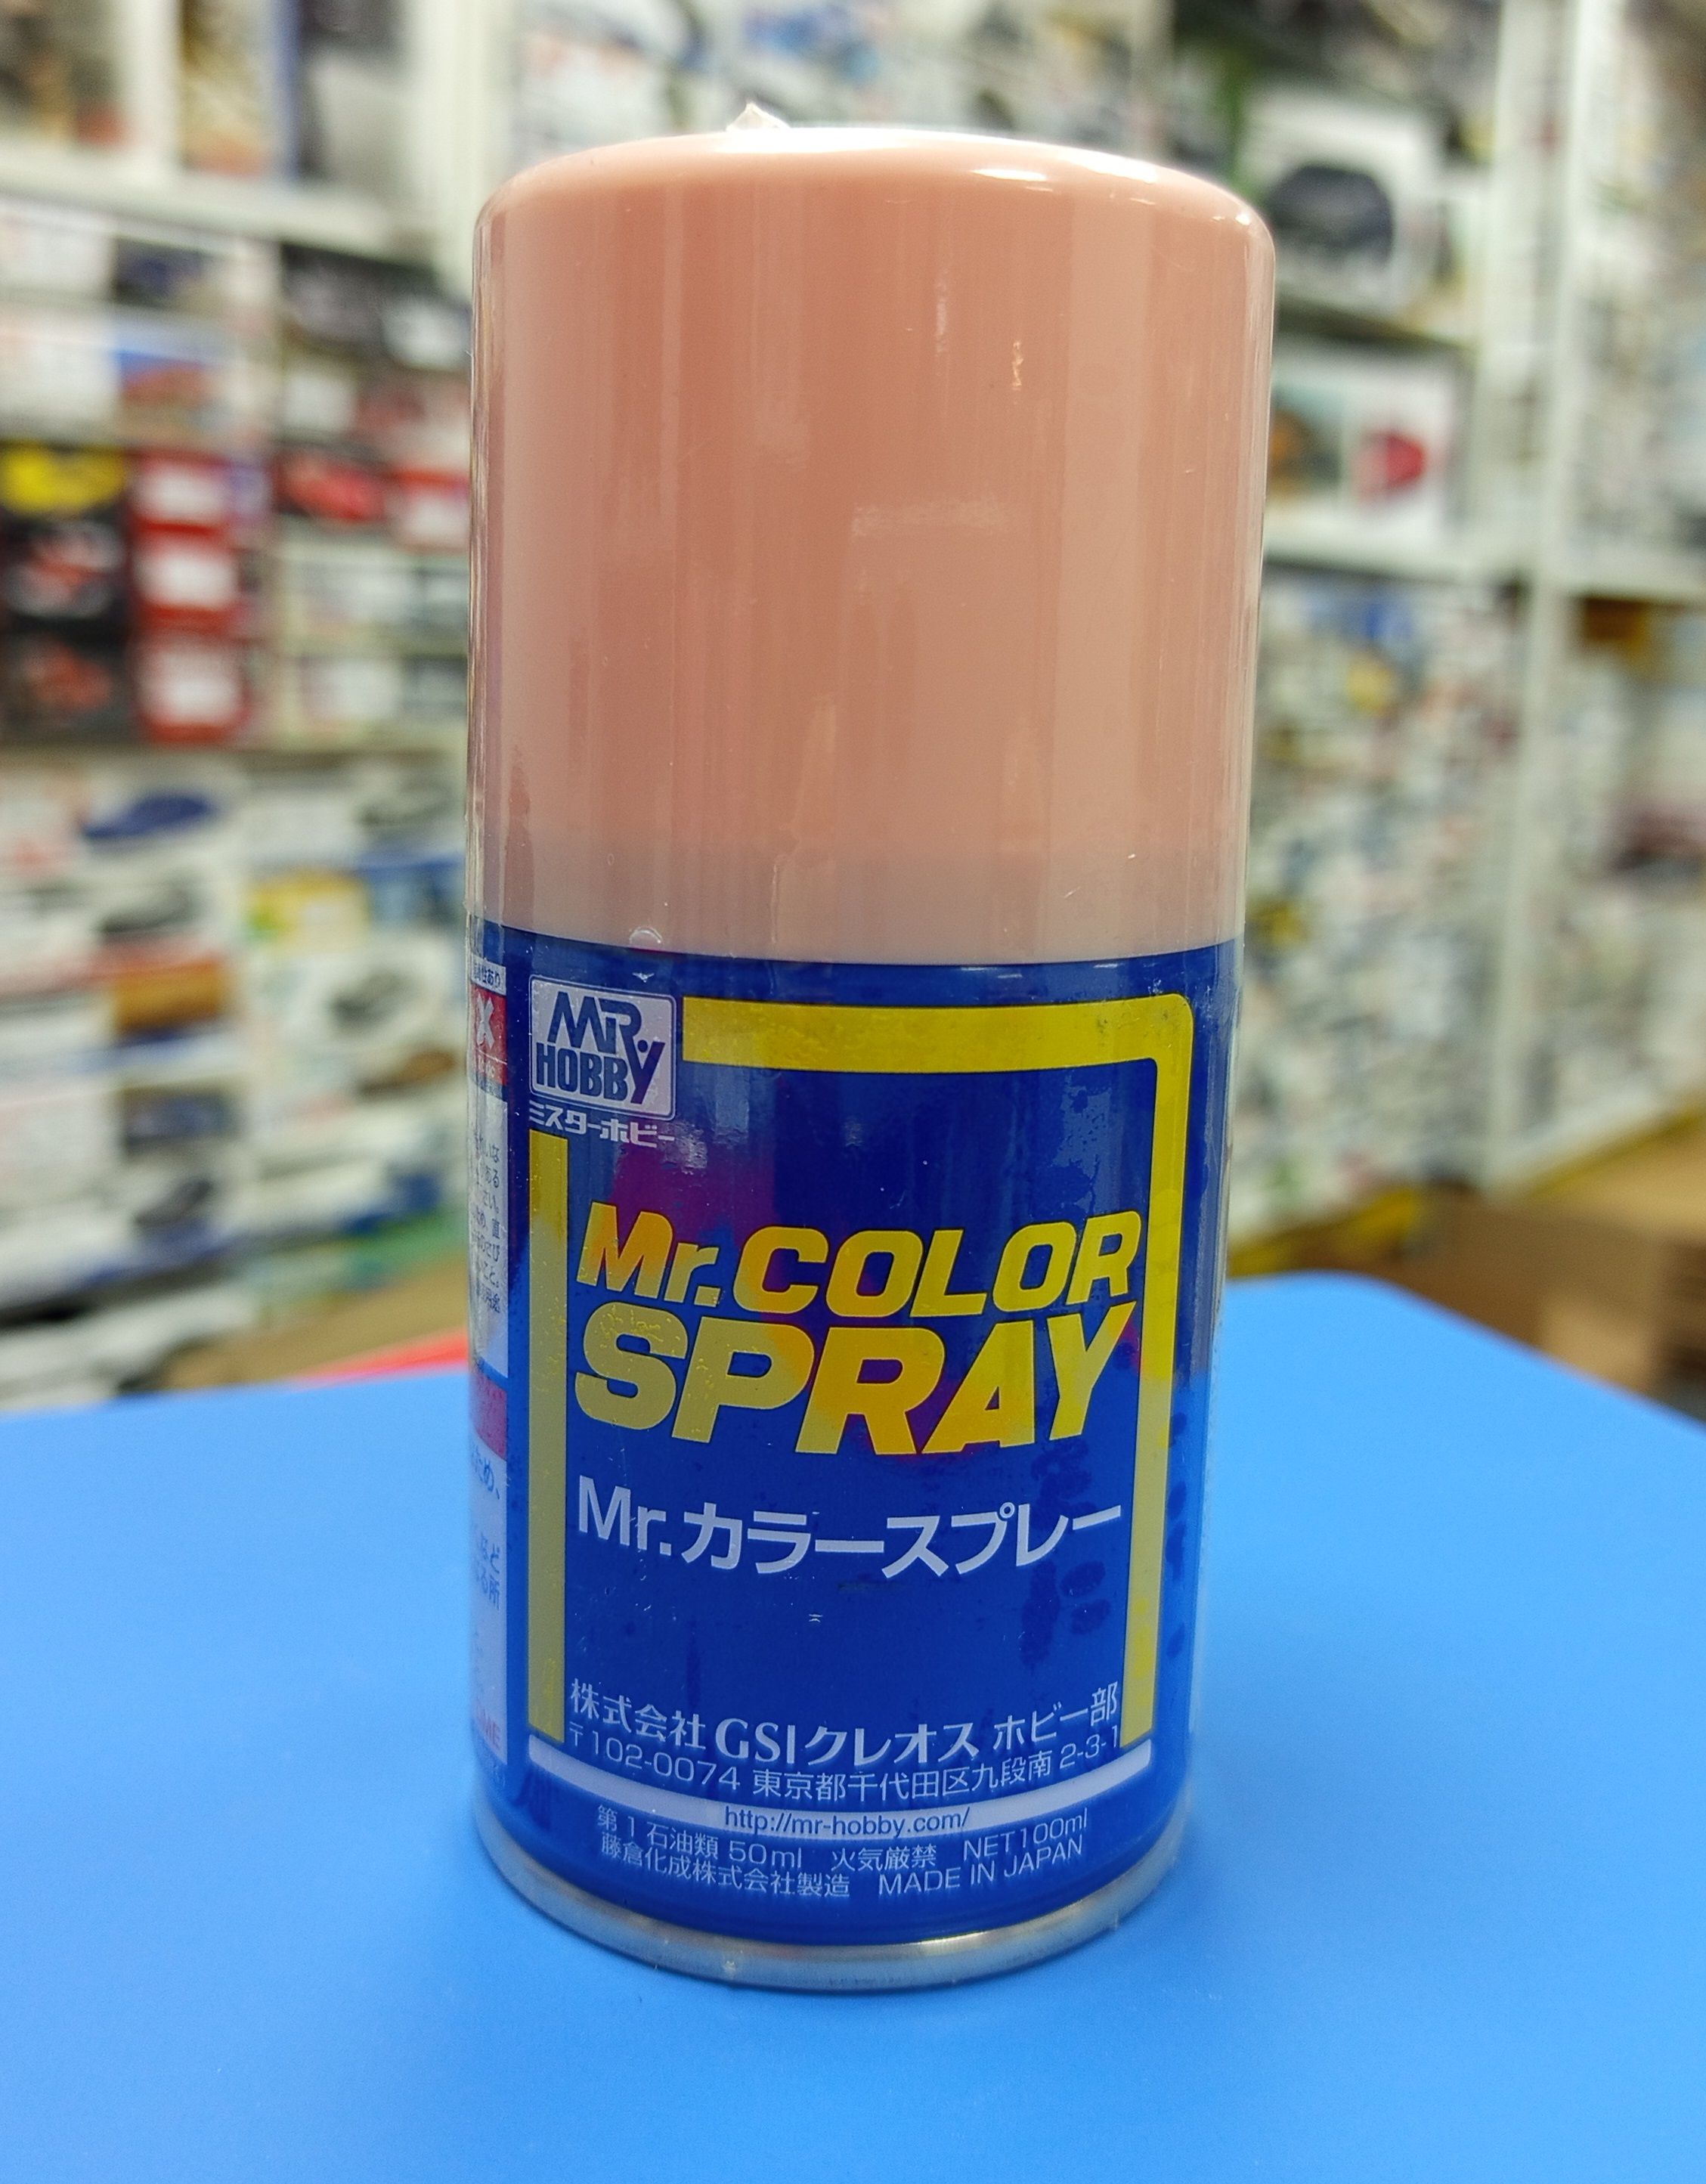 MR.
HOBBY
ミスターホビー
Mr.COLOR
SPRAY
Mr.カラースプレー
株式会社 GSIクレオス ホビー部
〒102-0074 東京都千代田区九段南 2-3-1
http://mr-hobby.com/
第1石油類 50ml 火気厳禁 NET100ml
藤倉化成株式会社製造 MADE IN JAPAN